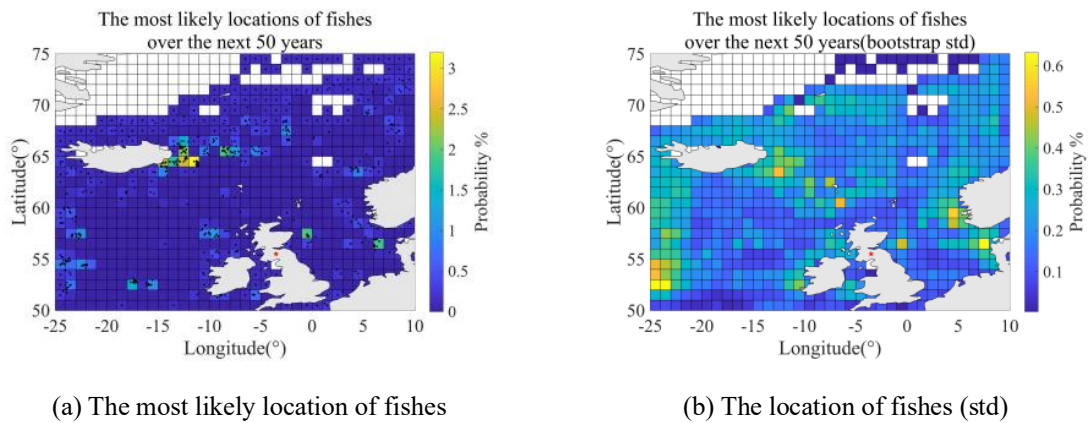 The most likely locations of fishes
over the next 50 years
75
70
65
60
55
50
Latitude(°)
-25 -20 -15 -10 -5 0 5 10
Longitude(°)
3
2.5
2
1.5
1
0.5
0
Probability %
The most likely locations of fishes
over the next 50 years(bootstrap std)
75
70
65
60
55
50
Latitude(°)
-25 -20 -15 -10 -5 0 5 10
Longitude(°)
0.6
0.5
0.4
0.3
0.2
0.1
Probability %
(a) The most likely location of fishes
(b) The location of fishes (std)